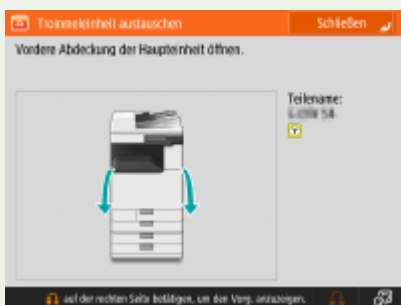 Trommeleinheit austauschen
Schließen
Vordere Abdeckung der Haupteinheit öffnen.
Teilename:
Y
auf der rechten Seite betätigen, um den Vorg. anzuzeigen.